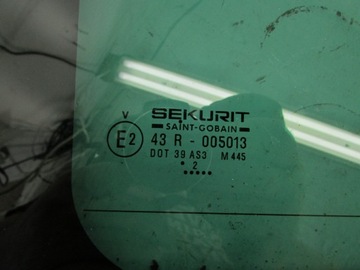 SEKURIT
SAINT-GOBAIN
V
E2
43 R - 005013
DOT 39 AS3 M 445
2